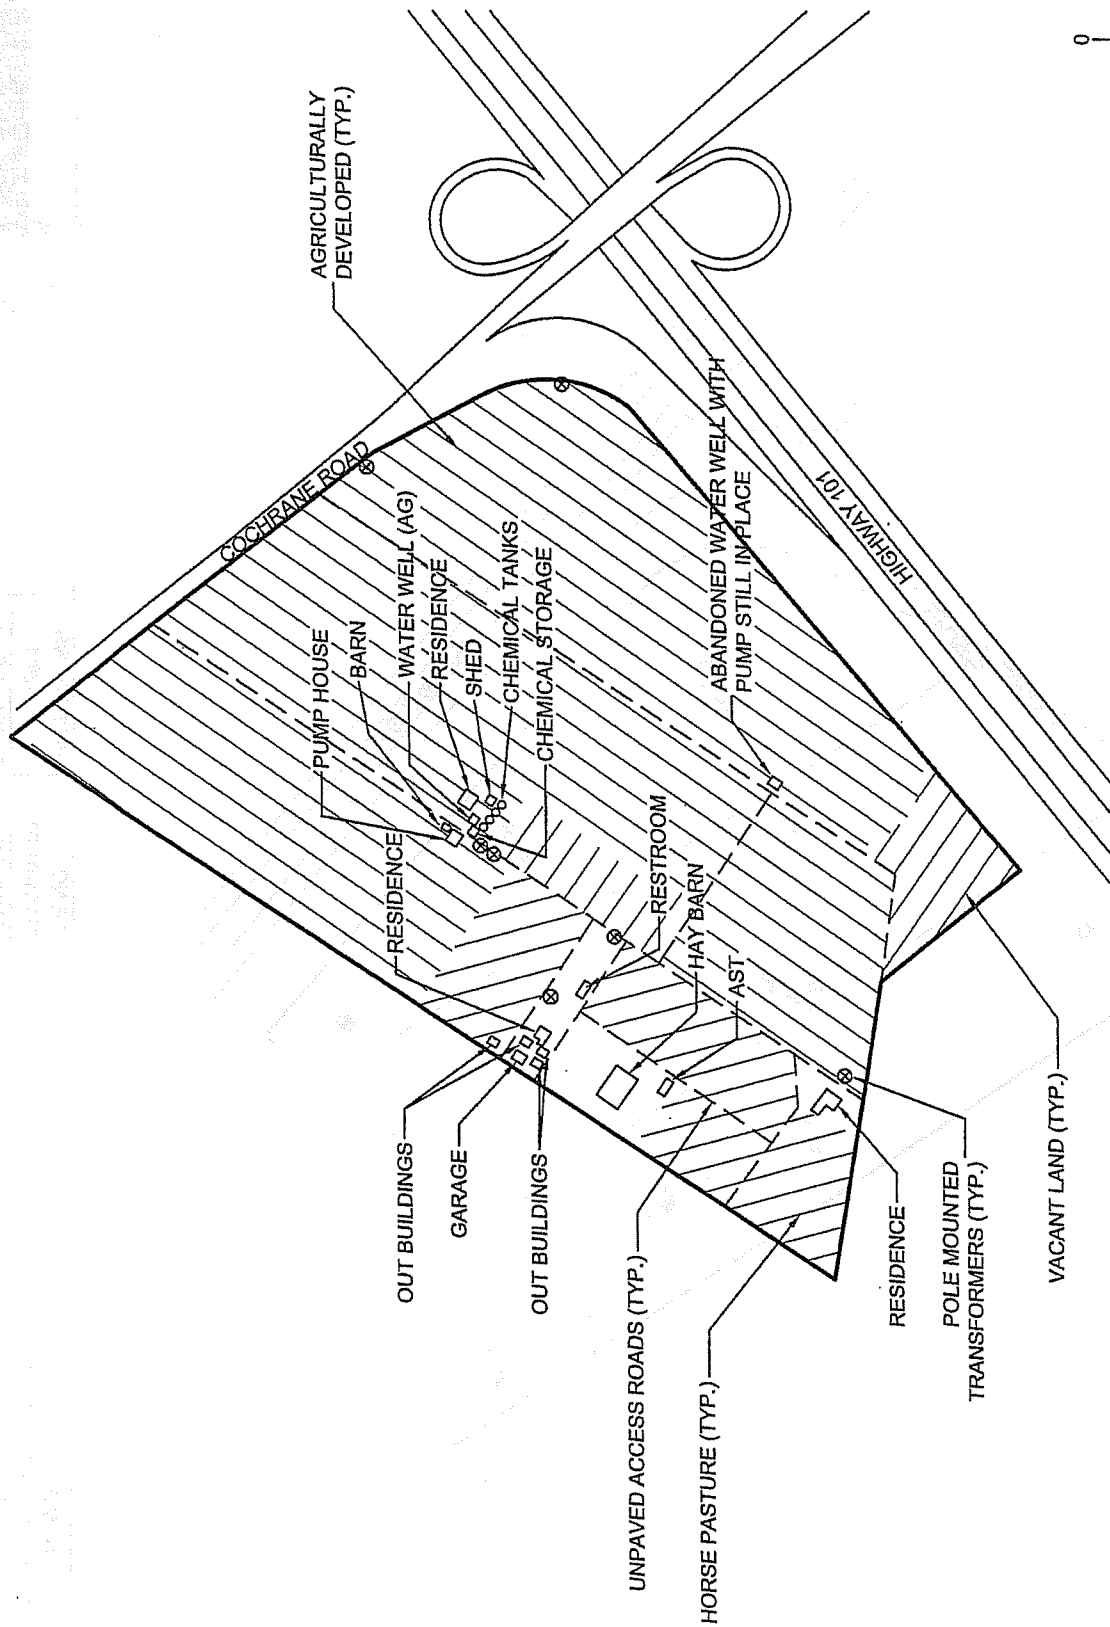 AGRICULTURALLY
DEVELOPED (TYP.)
COCHRANE ROAD
PUMP HOUSE
BARN
WATER WELL (AG)
RESIDENCE
SHED
CHEMICAL TANKS
CHEMICAL STORAGE
ABANDONED WATER WELL WITH
PUMP STILL IN PLACE
HIGHWAY 101
RESIDENCE
RESTROOM
HAY BARN
AST
OUT BUILDINGS
GARAGE
OUT BUILDINGS
UNPAVED ACCESS ROADS (TYP.)
HORSE PASTURE (TYP.)
RESIDENCE
POLE MOUNTED
TRANSFORMERS (TYP.)
VACANT LAND (TYP.)
0